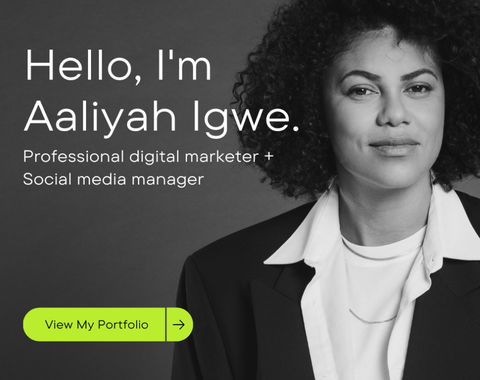 Hello, I'm
Aaliyah Igwe.
Professional digital marketer +
Social media manager
View My Portfolio →